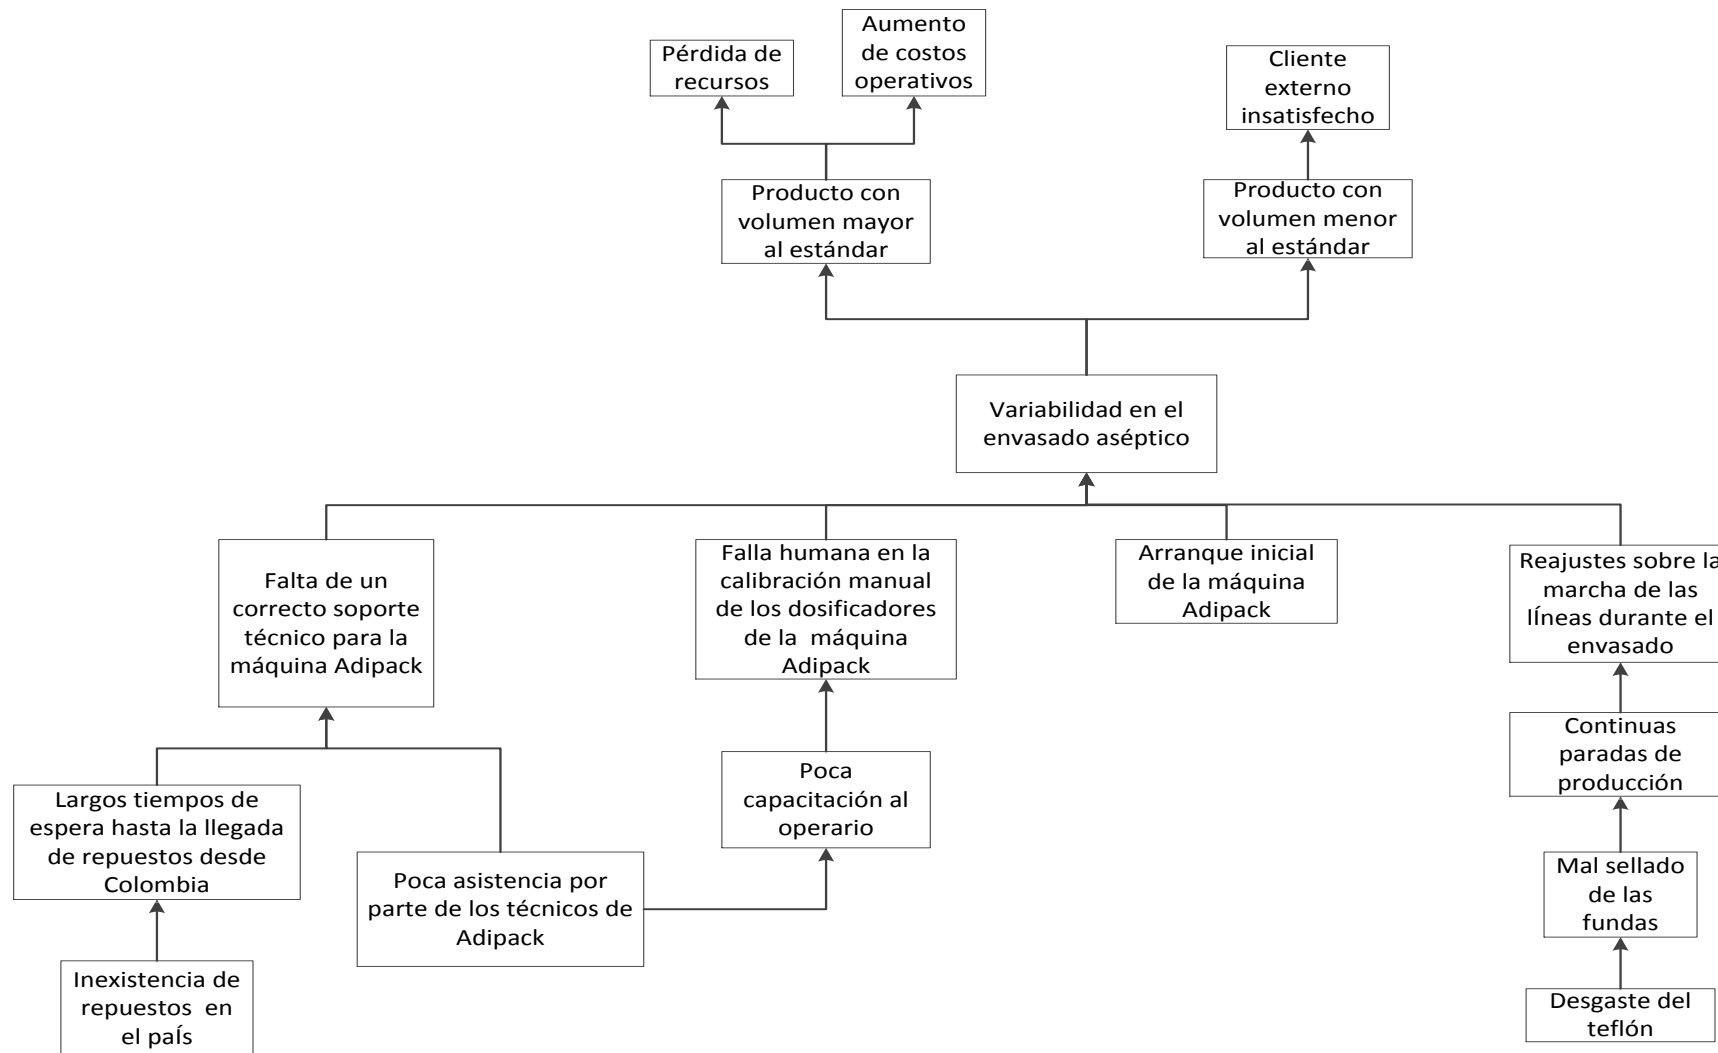 Pérdida de
recursos
Aumento
de costos
operativos
Cliente
externo
insatisfecho
Producto con
volumen mayor
al estándar
Producto con
volumen menor
al estándar
Variabilidad en el
envasado aséptico
Falta de un
correcto soporte
técnico para la
máquina Adipack
Falla humana en la
calibración manual
de los dosificadores
de la máquina
Adipack
Arranque inicial
de la máquina
Adipack
Reajustes sobre la
marcha de las
lÍneas durante el
envasado
Largos tiempos de
espera hasta la llegada
de repuestos desde
Colombia
Poca asistencia por
parte de los técnicos de
Adipack
Poca
capacitación al
operario
Continuas
paradas de
producción
Mal sellado
de las
fundas
Inexistencia de
repuestos en
el paÍs
Desgaste del
teflón